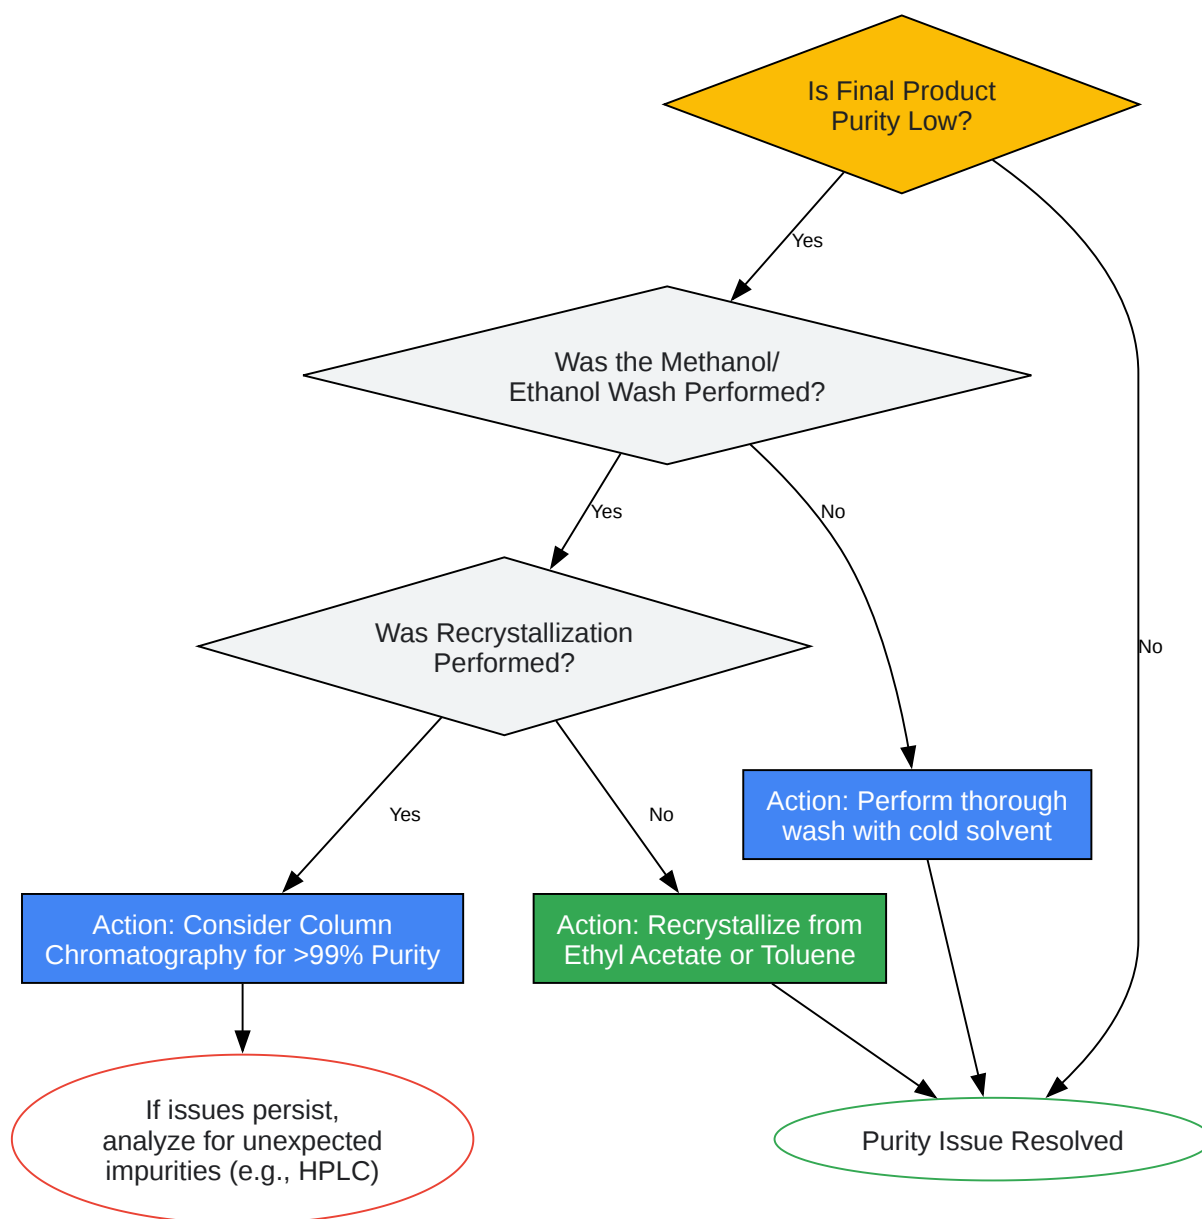 Is Final Product
Purity Low?
Yes
Was the Methanol/
Ethanol Wash Performed?
Yes
No
Was Recrystallization
Performed?
No
Yes
No
Action: Perform thorough
wash with cold solvent
Action: Consider Column
Chromatography for >99% Purity
Action: Recrystallize from
Ethyl Acetate or Toluene
If issues persist,
analyze for unexpected
impurities (e.g., HPLC)
Purity Issue Resolved